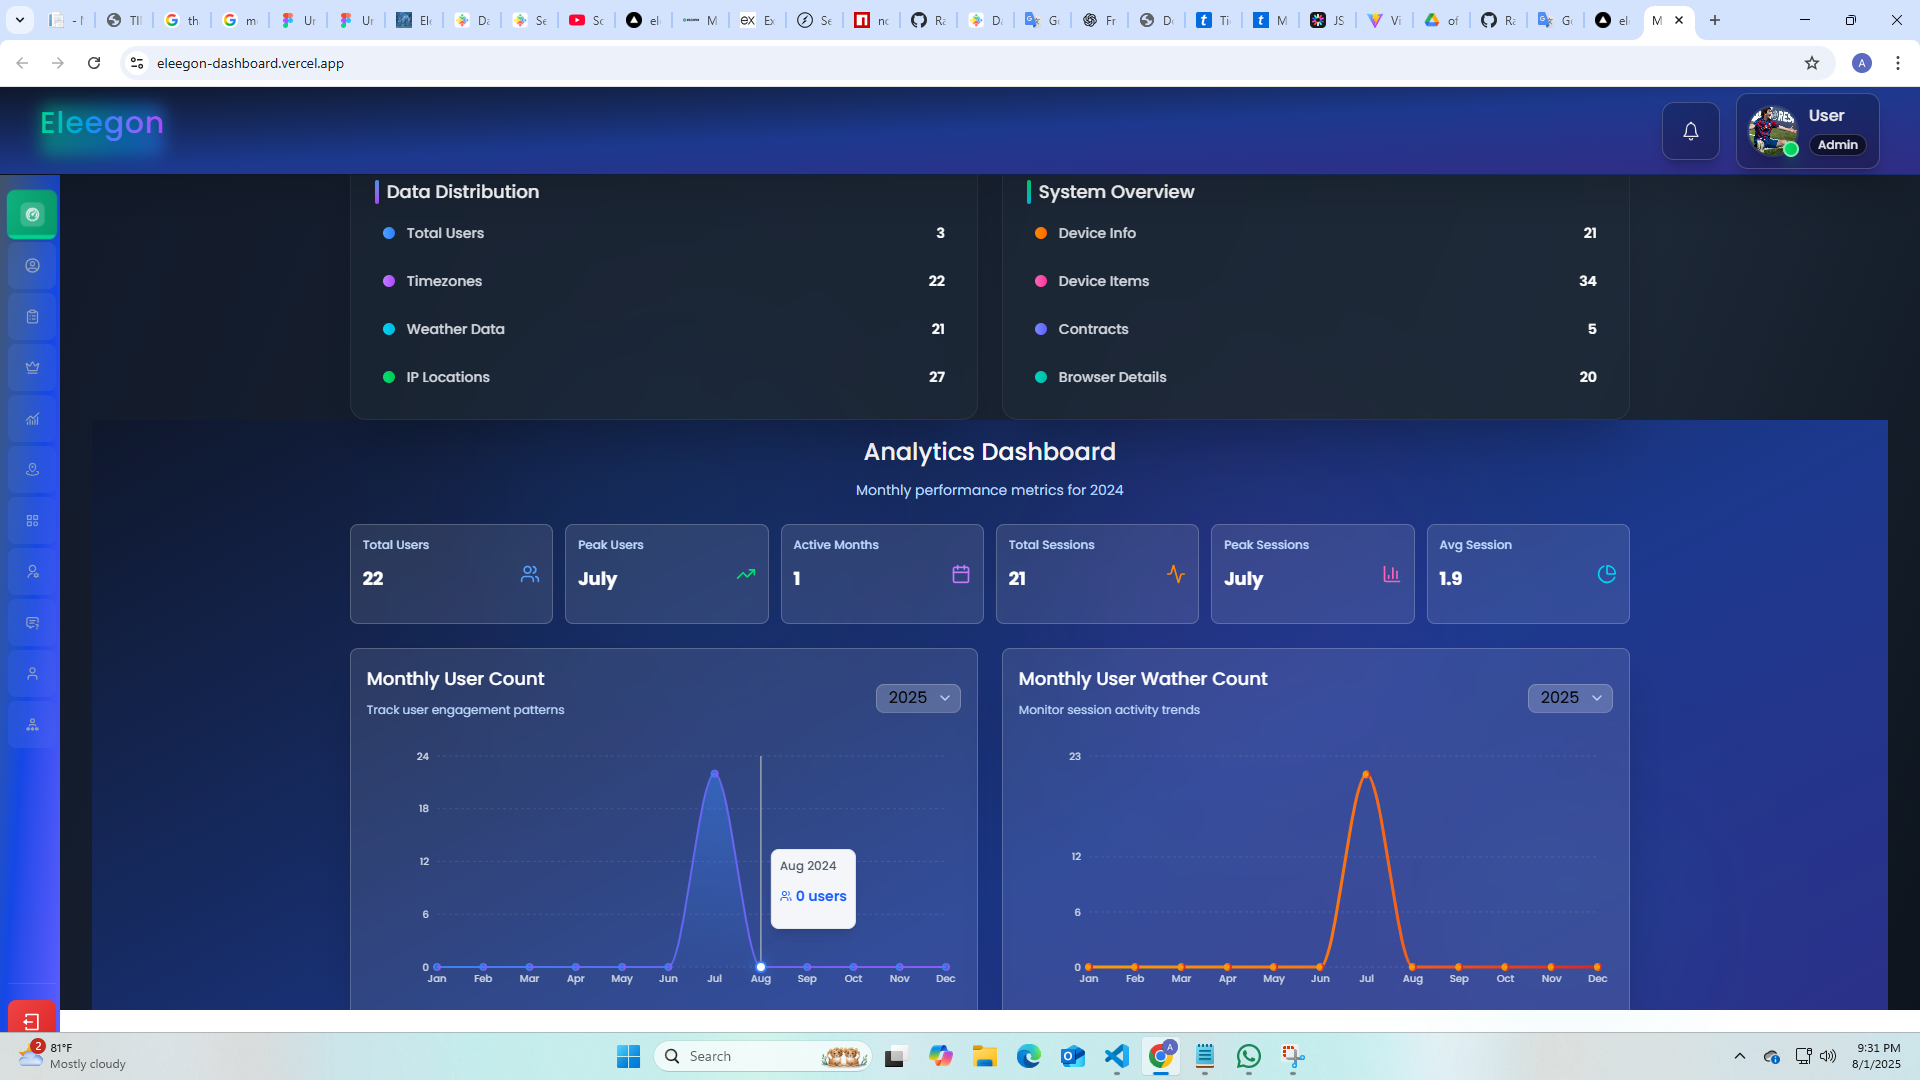 eleegon-dashboard.vercel.app
A
Eleegon
User
Admin
Data Distribution
Total Users 3
Timezones 22
Weather Data 21
IP Locations 27
System Overview
Device Info 21
Device Items 34
Contracts 5
Browser Details 20
Analytics Dashboard
Monthly performance metrics for 2024
Total Users
22
Peak Users
July
Active Months
1
Total Sessions
21
Peak Sessions
July
Avg Session
1.9
Monthly User Count
Track user engagement patterns
2025
24
18
12
6
0
Jan Feb Mar Apr May Jun Jul Aug Sep Oct Nov Dec
Aug 2024
0 users
Monthly User Wather Count
Monitor session activity trends
2025
23
12
6
0
Jan Feb Mar Apr May Jun Jul Aug Sep Oct Nov Dec
2
81°F
Mostly cloudy
Search
A
9:31 PM
8/1/2025